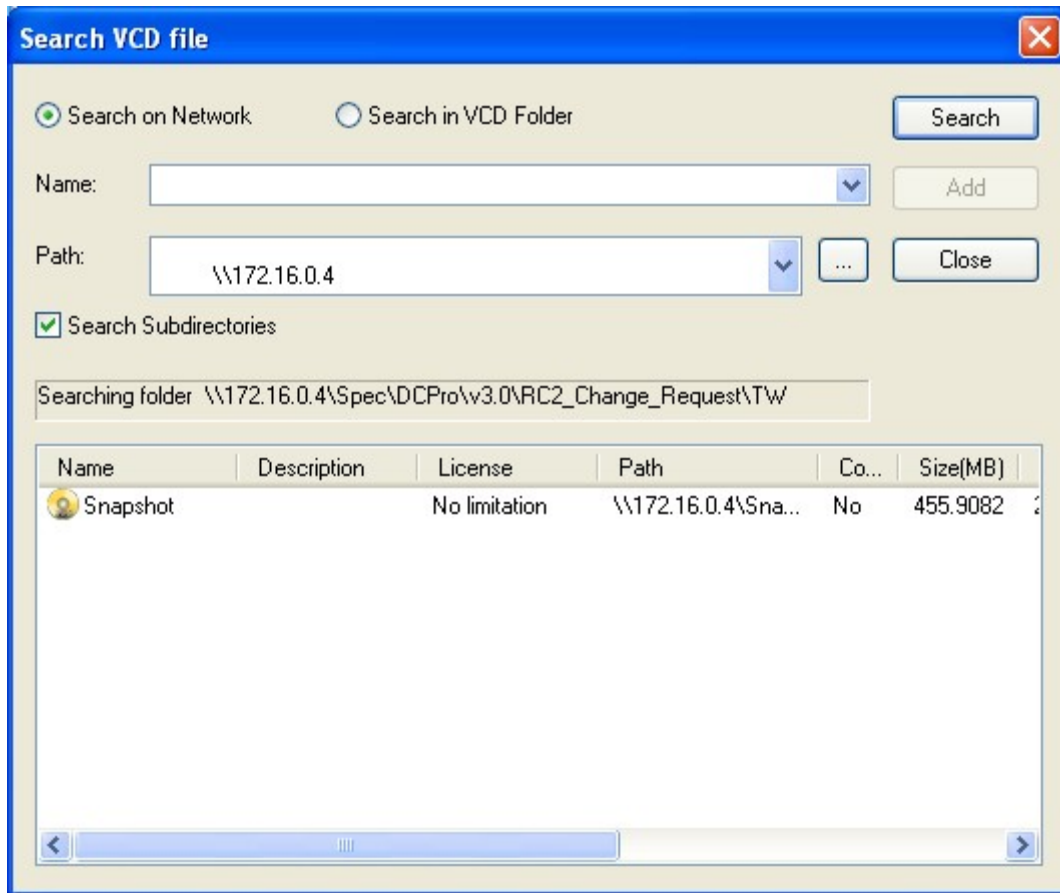 Search VCD file
Search on Network
Search in VCD Folder
Search
Name:
Add
Path:
\\172.16.0.4
...
Close
Search Subdirectories
Searching folder \\172.16.0.4\Spec\DCPro\v3.0\RC2_Change_Request\TW
Name Description License Path Co... Size(MB)
Snapshot No limitation \\172.16.0.4\Sna... No 455.9082